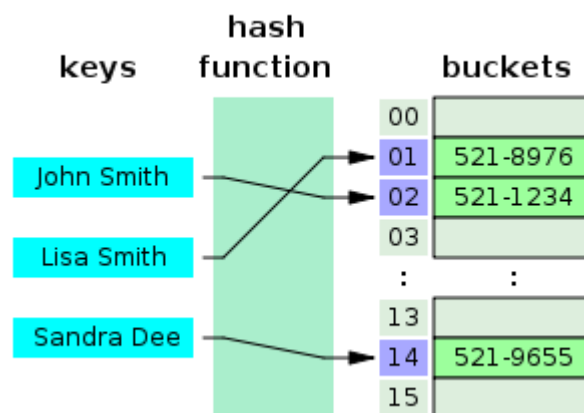 keys
hash
function
buckets
John Smith
Lisa Smith
Sandra Dee
00
01 521-8976
02 521-1234
03
: :
13
14 521-9655
15